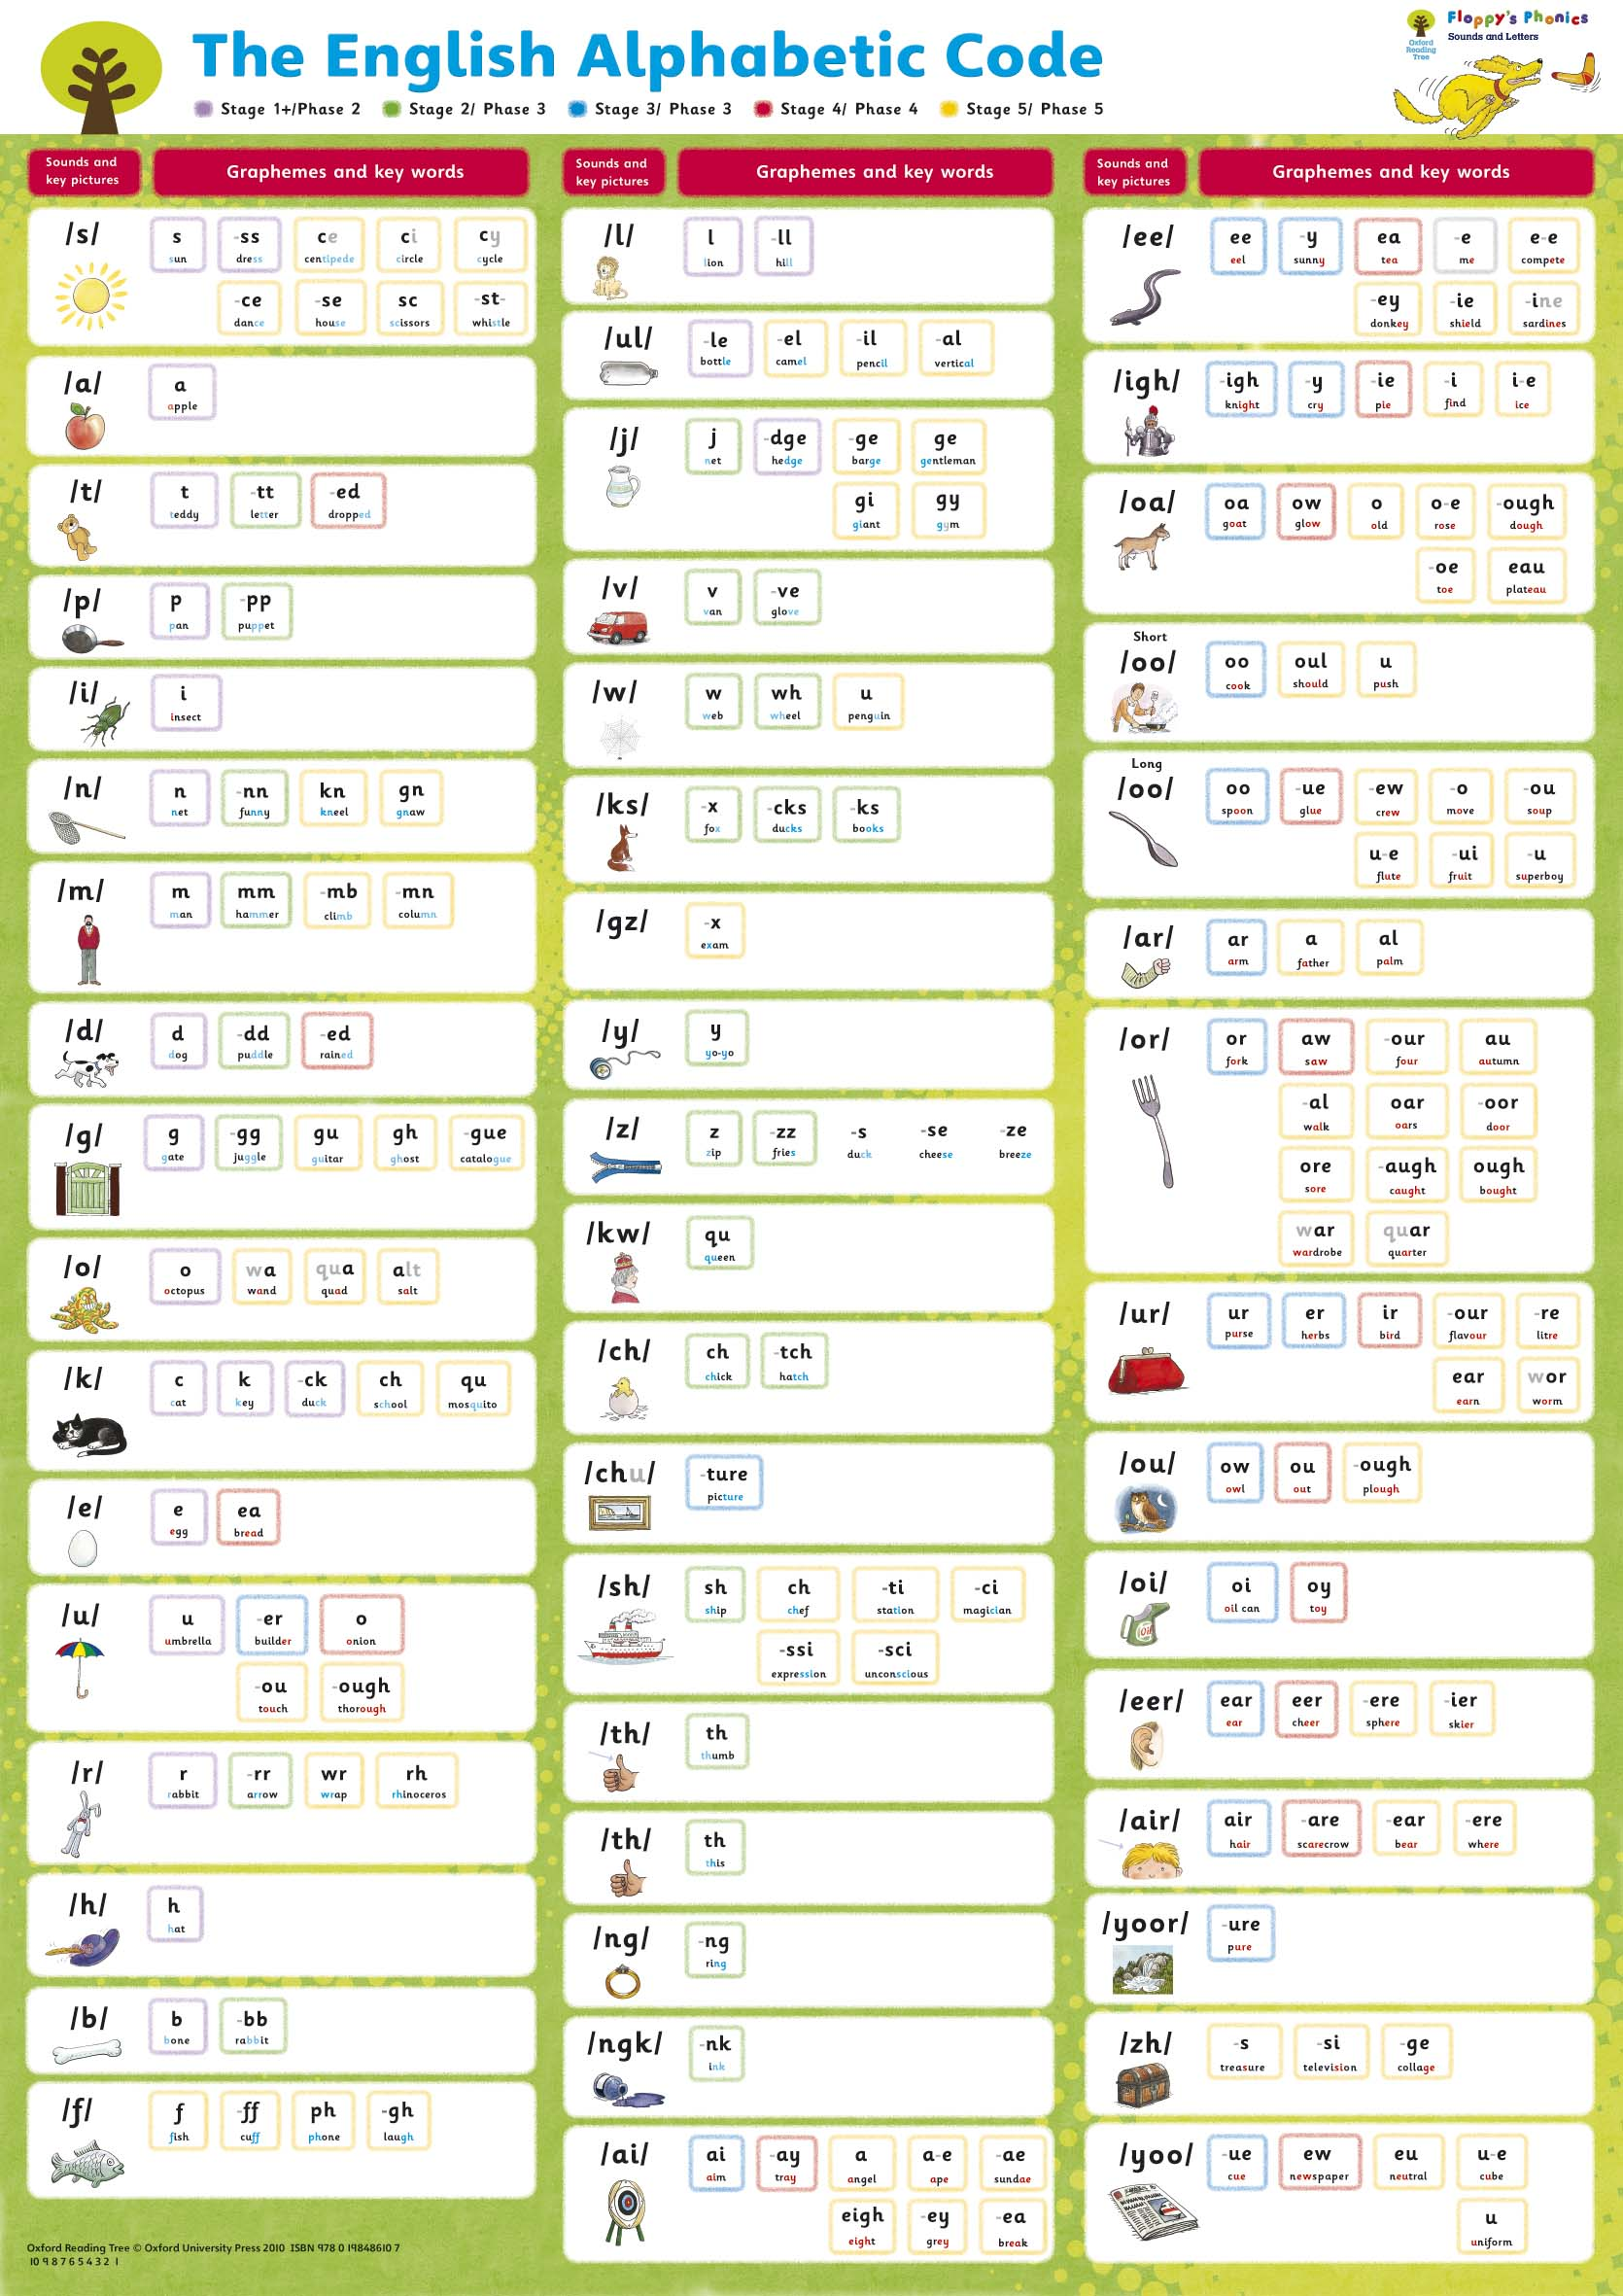 The English Alphabetic Code
Stage 1+/Phase 2 Stage 2/ Phase 3 Stage 3/ Phase 3 Stage 4/ Phase 4 Stage 5/ Phase 5
Oxford Reading Tree
Floppy's Phonics
Sounds and Letters
Sounds and key pictures
Graphemes and key words
/s/
s -ss ce ci cy
sun dress centipede circle cycle
-ce -se sc -st-
dance house scissors whistle
/a/
a
apple
/t/
t -tt -ed
teddy letter dropped
/p/
p -pp
pan puppet
/i/
i
insect
/n/
n -nn kn gn
net funny kneel gnaw
/m/
m mm -mb -mn
man hammer climb column
/d/
d -dd -ed
dog puddle rained
/g/
g -gg gu gh -gue
gate juggle guitar ghost catalogue
/o/
o wa qua alt
octopus wand quad salt
/k/
c k -ck ch qu
cat key duck school mosquito
/e/
e ea
egg bread
/u/
u -er o
umbrella builder onion
-ou -ough
touch thorough
/r/
r -rr wr rh
rabbit arrow wrap rhinoceros
/h/
h
hat
/b/
b -bb
bone rabbit
/f/
f -ff ph -gh
fish cuff phone laugh
Oxford Reading Tree © Oxford University Press 2010 ISBN 978 0 19848610 7
10 9 8 7 6 5 4 3 2 1
Sounds and key pictures
Graphemes and key words
/l/
l -ll
lion hill
/ul/
-le -el -il -al
bottle camel pencil vertical
/j/
j -dge -ge ge
net hedge barge gentleman
gi gy
giant gym
/v/
v -ve
van glove
/w/
w wh u
web wheel penguin
/ks/
-x -cks -ks
fox ducks books
/gz/
-x
exam
/y/
y
yo-yo
/z/
z -zz -s -se -ze
zip fries duck cheese breeze
/kw/
qu
queen
/ch/
ch -tch
chick hatch
/chu/
-ture
picture
/sh/
sh ch -ti -ci
ship chef station magician
-ssi -sci
expression unconscious
/th/
th
thumb
/th/
th
this
/ng/
-ng
ring
/ngk/
-nk
ink
/ai/
ai -ay a a-e -ae
aim tray angel ape sundae
eigh -ey -ea
eight grey break
Sounds and key pictures
Graphemes and key words
/ee/
ee -y ea -e e-e
eel sunny tea me compete
-ey -ie -ine
donkey shield sardines
/igh/
-igh -y -ie -i i-e
knight cry pie find ice
/oa/
oa ow o o-e -ough
goat glow old rose dough
-oe eau
toe plateau
Short
/oo/
oo oul u
cook should push
Long
/oo/
oo -ue -ew -o -ou
spoon glue crew move soup
u-e -ui -u
flute fruit superboy
/ar/
ar a al
arm father palm
/or/
or aw -our au
fork saw four autumn
-al oar -oor
walk oars door
ore -augh ough
sore caught bought
war quar
wardrobe quarter
/ur/
ur er ir -our -re
purse herbs bird flavour litre
ear wor
earn worm
/ou/
ow ou -ough
owl out plough
/oi/
oi oy
oil can toy
Oil
/eer/
ear eer -ere -ier
ear cheer sphere skier
/air/
air -are -ear -ere
hair scarecrow bear where
/yoor/
-ure
pure
/zh/
-s -si -ge
treasure television collage
/yoo/
-ue ew eu u-e
cue newspaper neutral cube
u
uniform